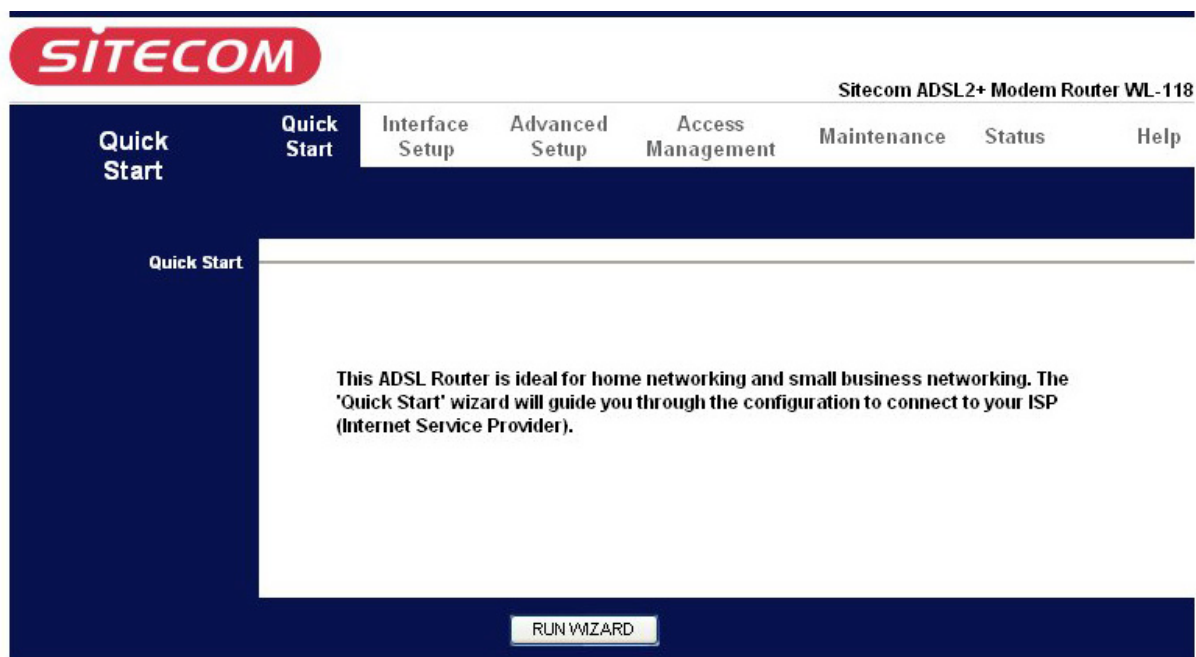 SITECOM
Sitecom ADSL2+ Modem Router WL-118
Quick
Start
Quick
Start
Interface
Setup
Advanced
Setup
Access
Management
Maintenance
Status
Help
Quick Start
This ADSL Router is ideal for home networking and small business networking. The
'Quick Start' wizard will guide you through the configuration to connect to your ISP
(Internet Service Provider).
RUN WIZARD